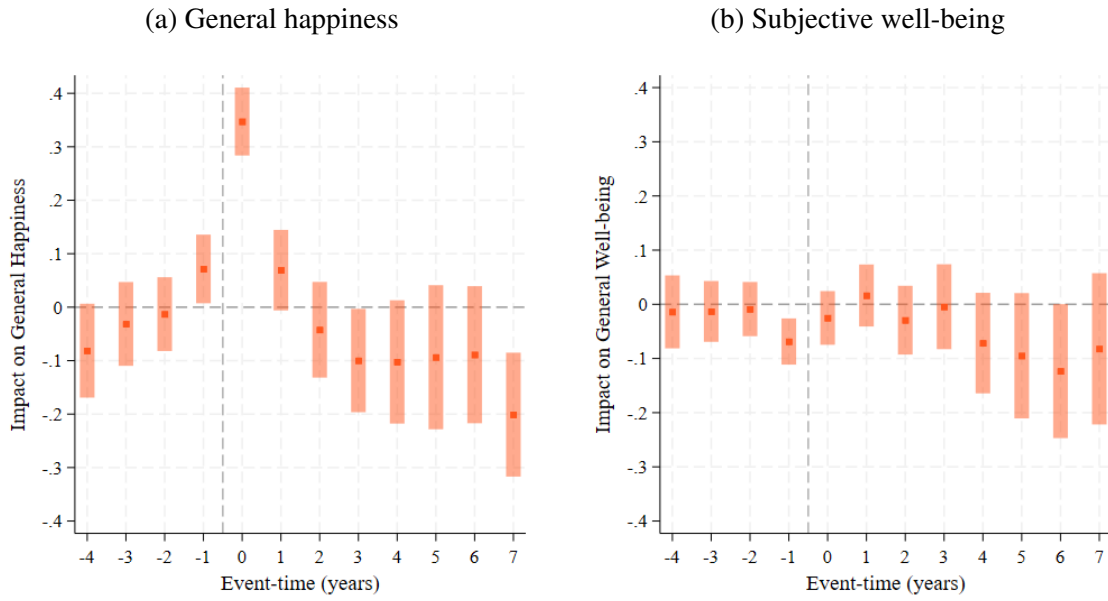 (a) General happiness
Impact on General Happiness
.4
.3
.2
.1
0
-.1
-.2
-.3
-.4
-4 -3 -2 -1 0 1 2 3 4 5 6 7
Event-time (years)
(b) Subjective well-being
Impact on General Well-being
.4
.3
.2
.1
0
-.1
-.2
-.3
-.4
-4 -3 -2 -1 0 1 2 3 4 5 6 7
Event-time (years)